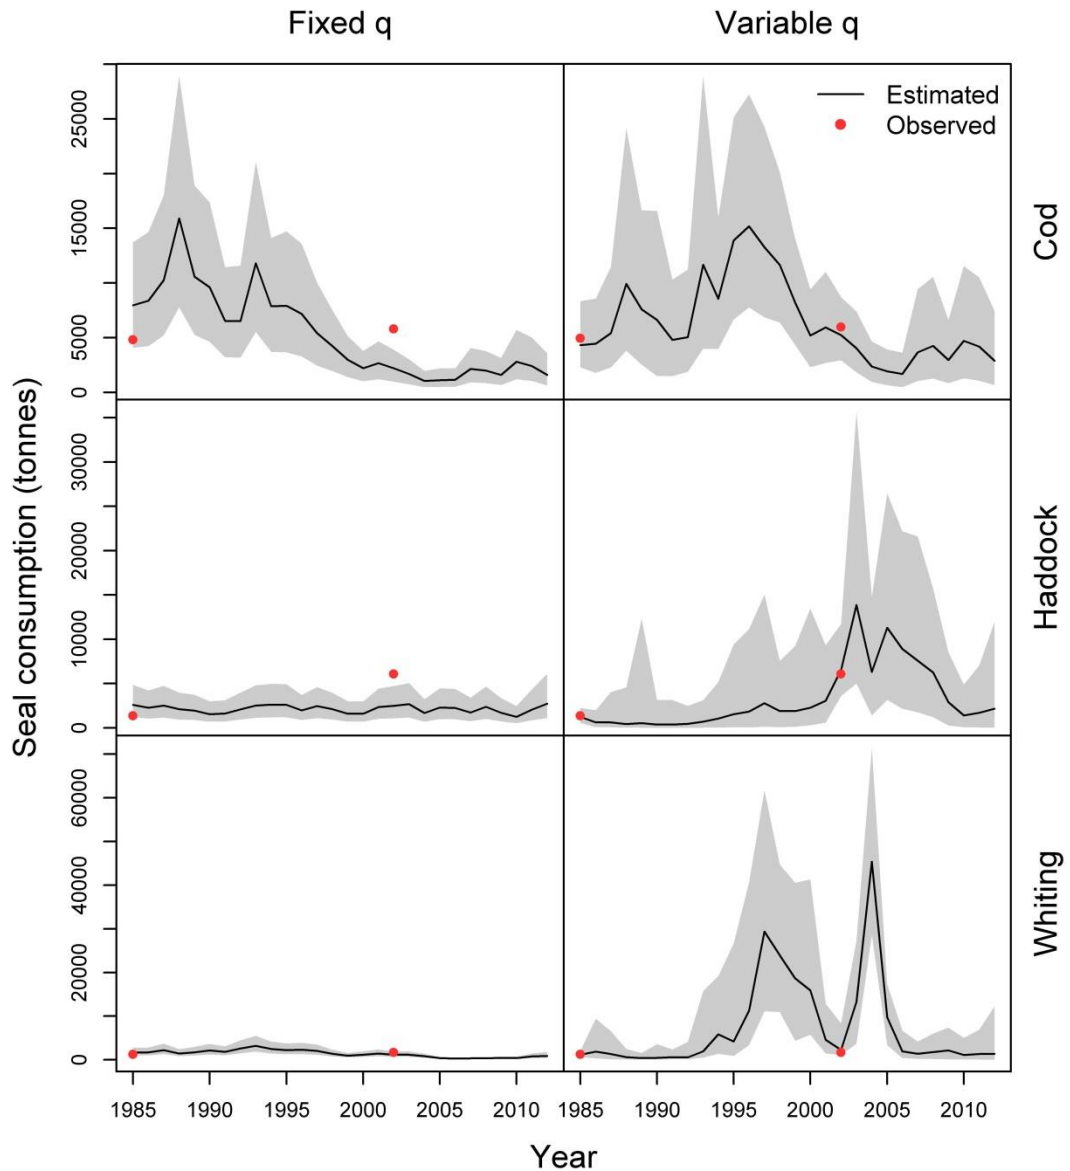 Fixed q
Variable q
Estimated
Observed
25000
15000
5000
0
Cod
30000
20000
10000
0
Haddock
60000
40000
20000
0
Whiting
Seal consumption (tonnes)
1985 1990 1995 2000 2005 2010
1985 1990 1995 2000 2005 2010
Year